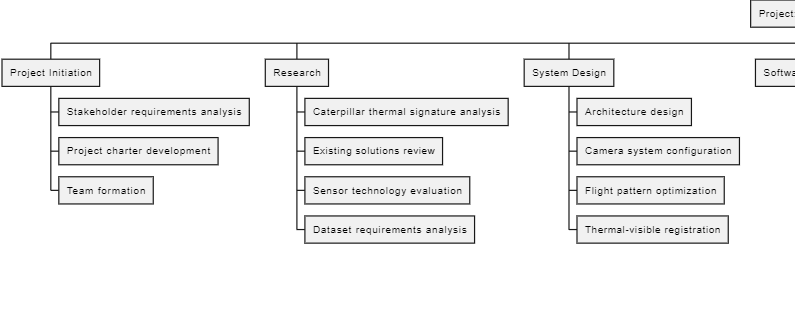 Project
Project Initiation
Research
System Design
Stakeholder requirements analysis
Caterpillar thermal signature analysis
Architecture design
Project charter development
Existing solutions review
Camera system configuration
Team formation
Sensor technology evaluation
Flight pattern optimization
Dataset requirements analysis
Thermal-visible registration